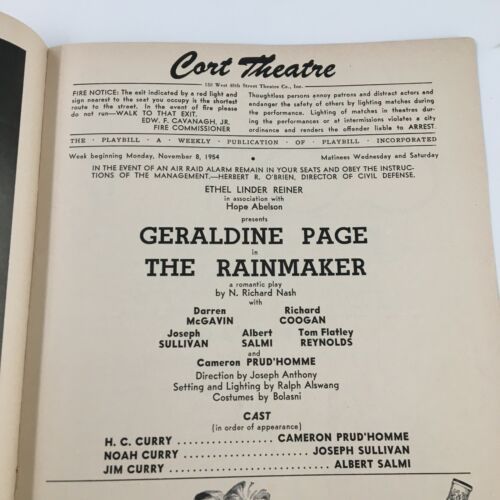 Cort Theatre
FIRE NOTICE: The exit indicated by a red light and
sign nearest to the seat you occupy is the shortest
route to the street. In the event of fire please
do not run—WALK TO THAT EXIT.
EDW. F. CAVANAGH, JR.
FIRE COMMISSIONER
Thoughtless persons annoy patrons and distract actors and
endanger the safety of others by lighting matches during
the performance. Lighting of matches in theatres dur-
ing the performances or at intermissions violates a city
ordinance and renders the offender liable to ARREST.
THE · PLAYBILL · A · WEEKLY · PUBLICATION · OF · PLAYBILL · INCORPORATED
Week beginning Monday, November 8, 1954 • Matinees Wednesday and Saturday
IN THE EVENT OF AN AIR RAID ALARM REMAIN IN YOUR SEATS AND OBEY THE INSTRUC-
TIONS OF THE MANAGEMENT.—HERBERT R. O'BRIEN, DIRECTOR OF CIVIL DEFENSE.
ETHEL LINDER REINER
in association with
Hope Abelson
presents
GERALDINE PAGE
in
THE RAINMAKER
a romantic play
by N. Richard Nash
with
Darren Richard
McGAVIN COOGAN
Joseph Albert Tom Flatley
SULLIVAN SALMI REYNOLDS
and
Cameron PRUD'HOMME
Direction by Joseph Anthony
Setting and Lighting by Ralph Alswang
Costumes by Bolasni
CAST
(in order of appearance)
H. C. CURRY .................... CAMERON PRUD'HOMME
NOAH CURRY .................... JOSEPH SULLIVAN
JIM CURRY .................... ALBERT SALMI